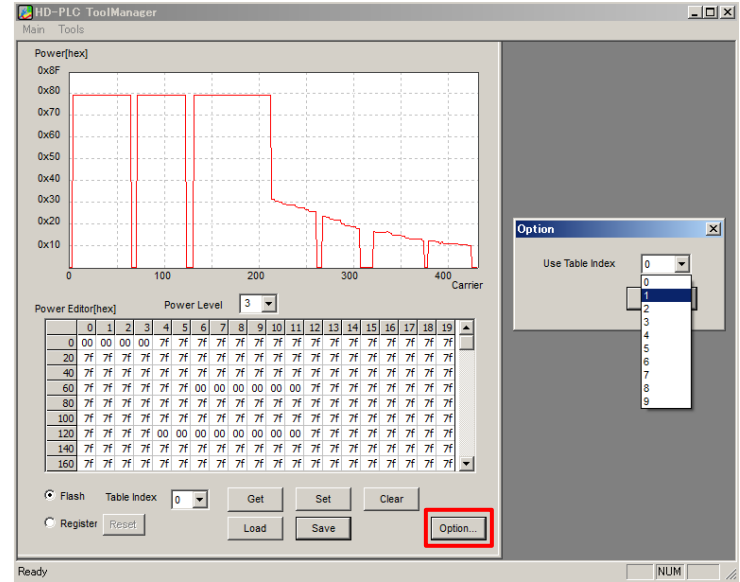 HD-PLC ToolManager
Main Tools
Power[hex]
0x8F
0x80
0x70
0x60
0x50
0x40
0x30
0x20
0x10
0 100 200 300 400
Carrier
Power Editor[hex] Power Level 3
0 1 2 3 4 5 6 7 8 9 10 11 12 13 14 15 16 17 18 19
0 00 00 00 00 7f 7f 7f 7f 7f 7f 7f 7f 7f 7f 7f 7f 7f 7f 7f 7f
20 7f 7f 7f 7f 7f 7f 7f 7f 7f 7f 7f 7f 7f 7f 7f 7f 7f 7f 7f 7f
40 7f 7f 7f 7f 7f 7f 7f 7f 7f 7f 7f 7f 7f 7f 7f 7f 7f 7f 7f 7f
60 7f 7f 7f 7f 7f 7f 00 00 00 00 00 00 7f 7f 7f 7f 7f 7f 7f 7f
80 7f 7f 7f 7f 7f 7f 7f 7f 7f 7f 7f 7f 7f 7f 7f 7f 7f 7f 7f 7f
100 7f 7f 7f 7f 7f 7f 7f 7f 7f 7f 7f 7f 7f 7f 7f 7f 7f 7f 7f 7f
120 7f 7f 7f 7f 00 00 00 00 00 00 00 00 7f 7f 7f 7f 7f 7f 7f 7f
140 7f 7f 7f 7f 7f 7f 7f 7f 7f 7f 7f 7f 7f 7f 7f 7f 7f 7f 7f 7f
160 7f 7f 7f 7f 7f 7f 7f 7f 7f 7f 7f 7f 7f 7f 7f 7f 7f 7f 7f 7f
Flash Table Index 0 Get Set Clear
Register Reset Load Save Option...
Option
Use Table Index 0
0
1
2
3
4
5
6
7
8
9
Ready NUM